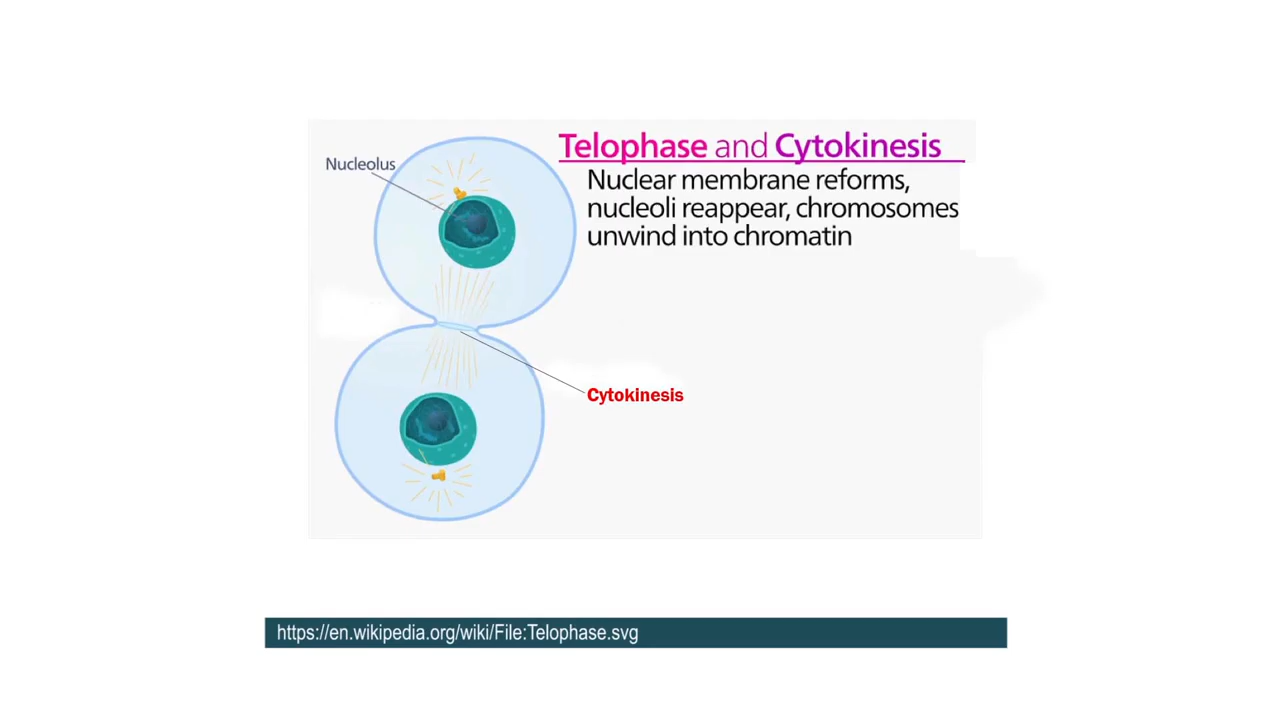 Telophase and Cytokinesis
Nucleolus
Nuclear membrane reforms,
nucleoli reappear, chromosomes
unwind into chromatin
Cytokinesis
https://en.wikipedia.org/wiki/File:Telophase.svg